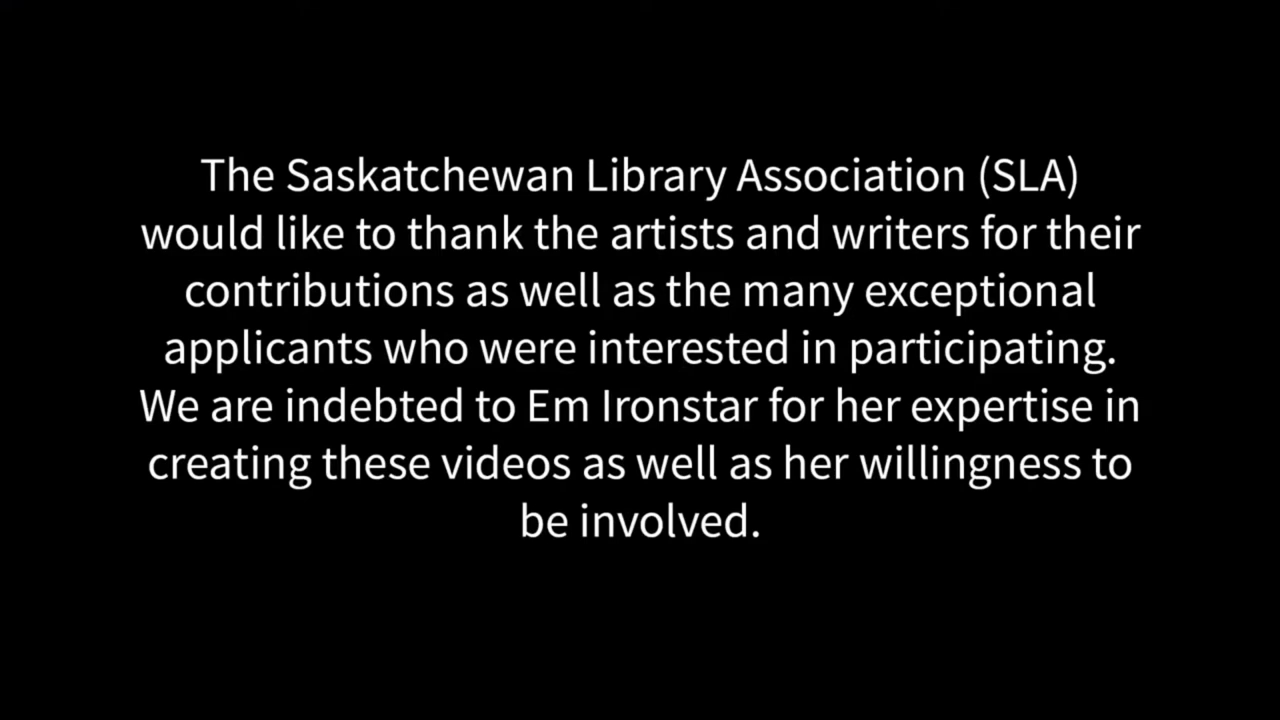 The Saskatchewan Library Association (SLA)
would like to thank the artists and writers for their
contributions as well as the many exceptional
applicants who were interested in participating.
We are indebted to Em Ironstar for her expertise in
creating these videos as well as her willingness to
be involved.